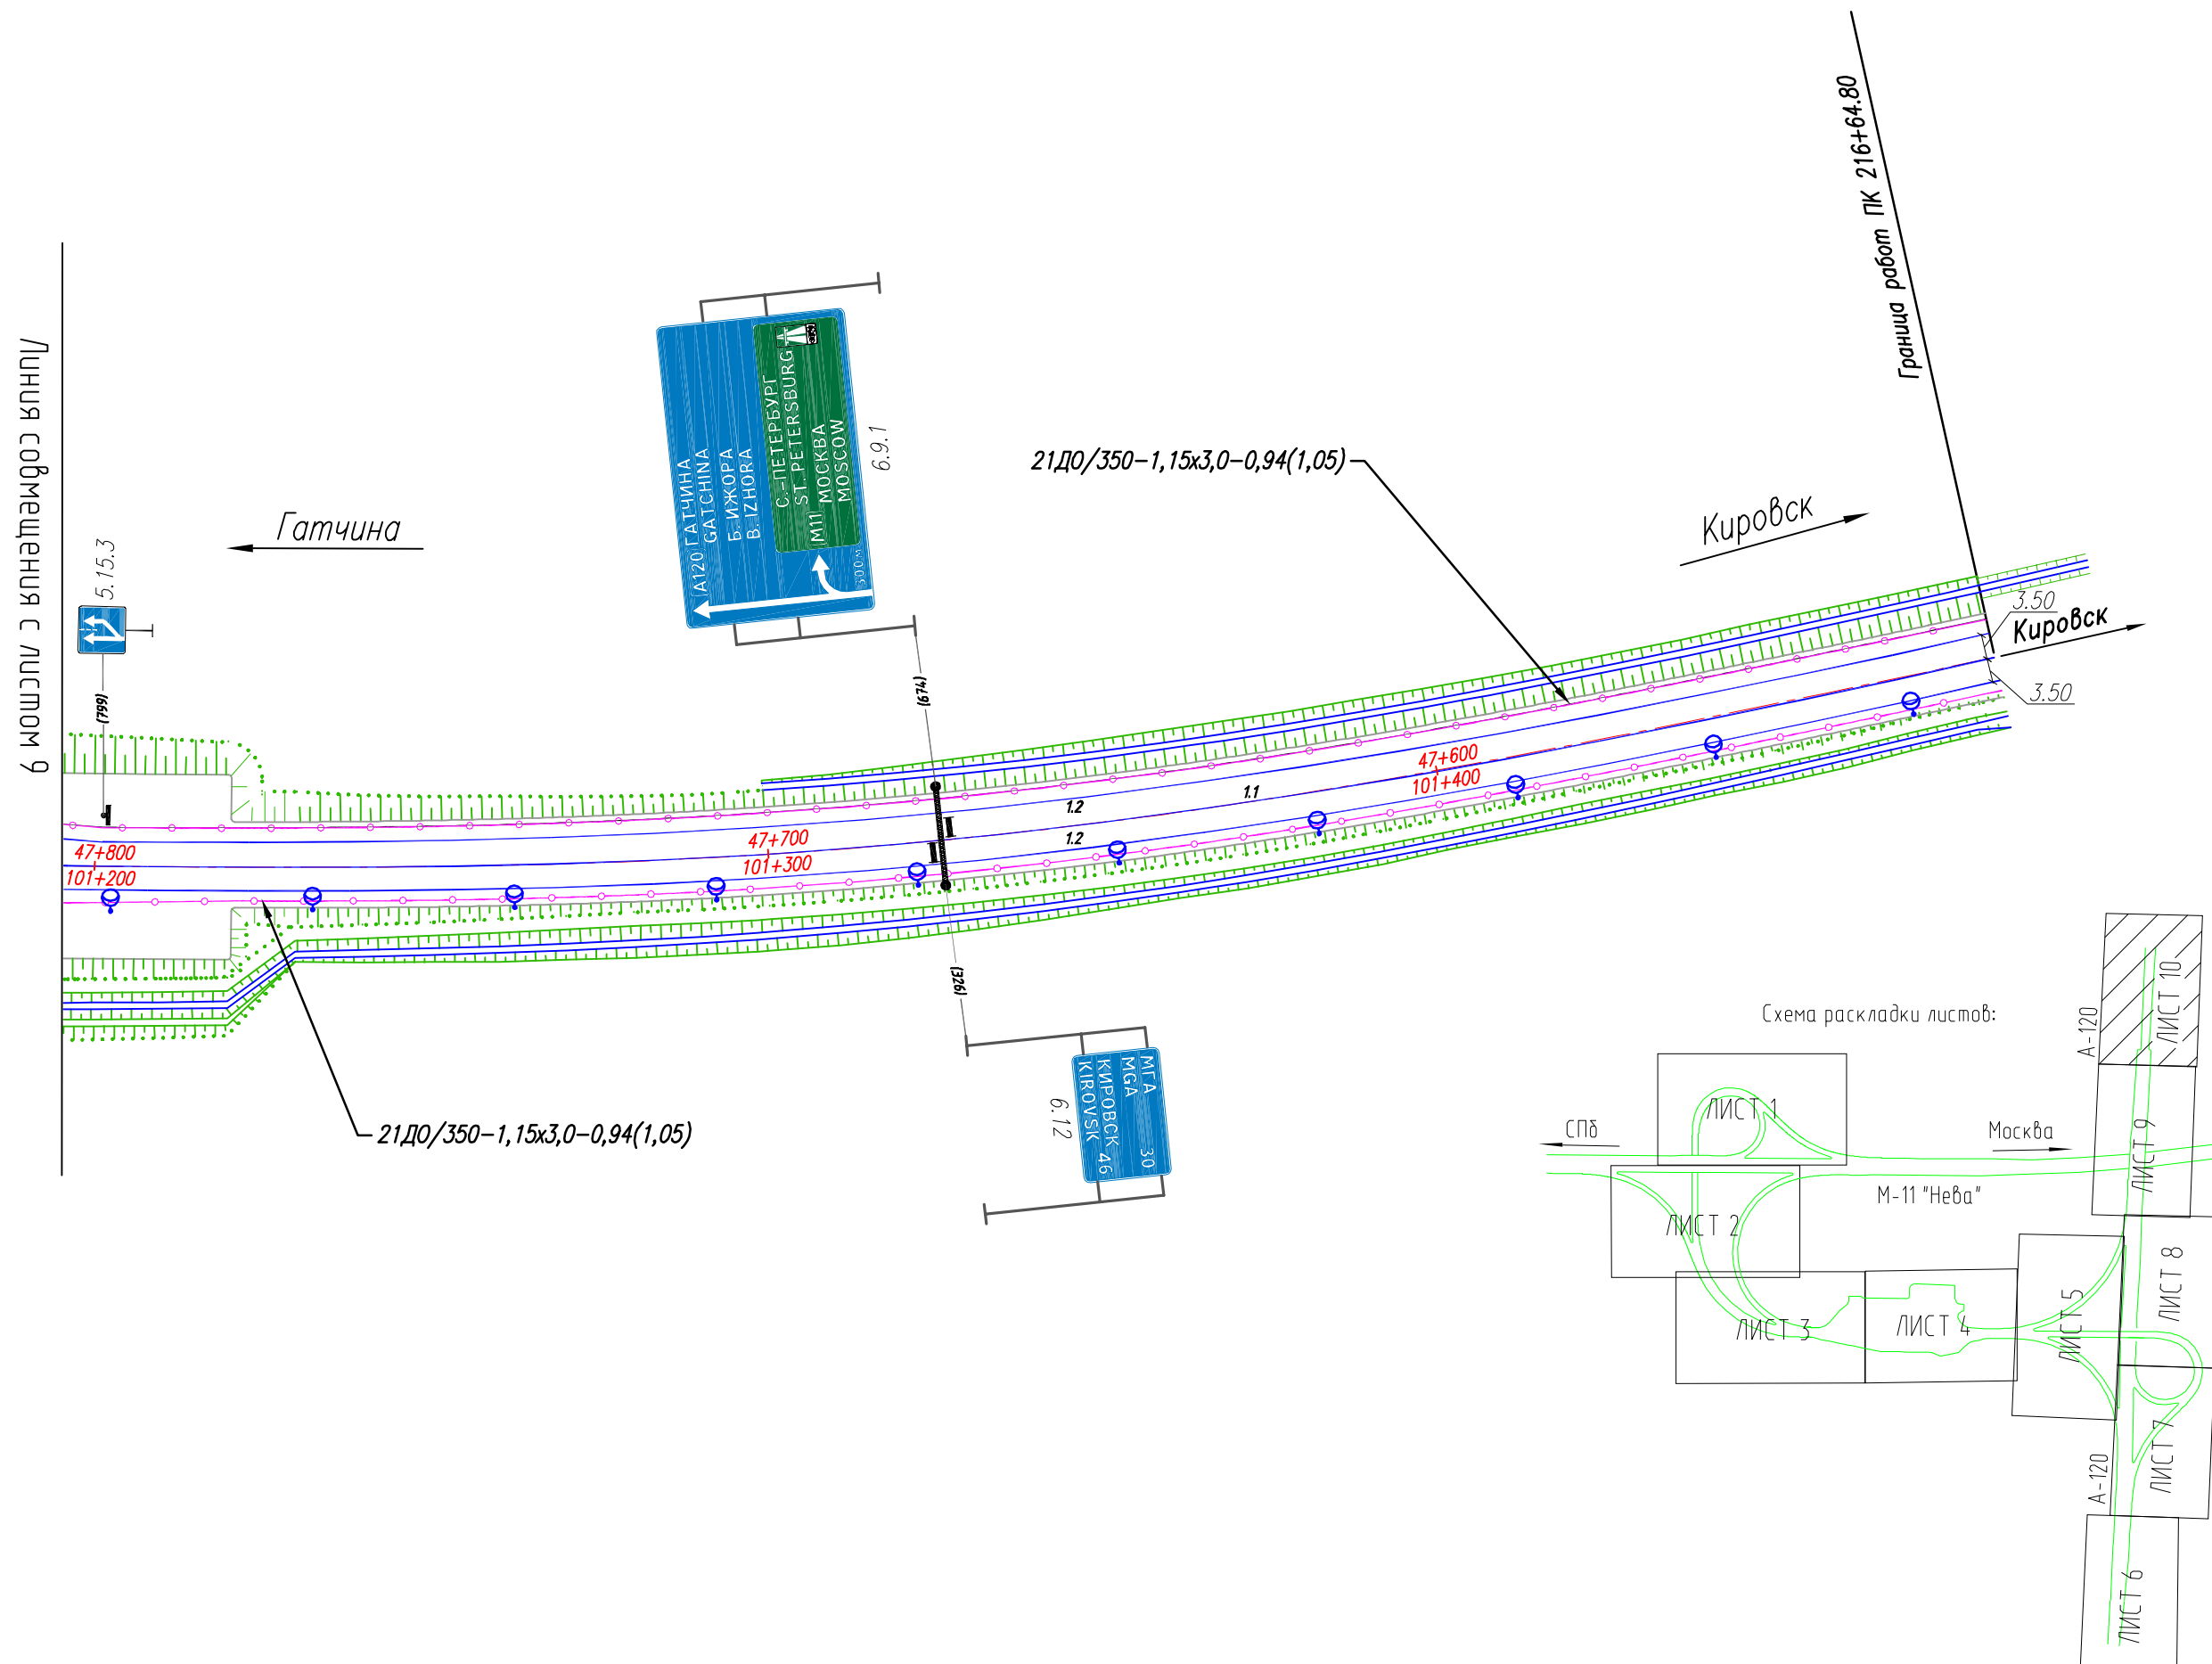 Граница работ ПК 216+64.80
Линия совмещения с листом 9
Гатчина
5.15.3
(799)
А120 ГАТЧИНА
GATCHINA
Б. ИЖОРА
B. IZHORA
С.-ПЕТЕРБУРГ
ST. PETERSBURG
М11 МОСКВА
MOSCOW
300 м
6.9.1
(674)
21ДО/350-1,15х3,0-0,94(1,05)
Кировск
3.50
Кировск
3.50
47+600
101+400
1.2
1.1
1.2
47+700
101+300
47+800
101+200
(326)
МГА 30
MGA
КИРОВСК 46
KIROVSK
6.12
21ДО/350-1,15х3,0-0,94(1,05)
Схема раскладки листов:
А-120
ЛИСТ 10
ЛИСТ 1
СПб
Москва
ЛИСТ 9
М-11 "Нева"
ЛИСТ 2
ЛИСТ 8
ЛИСТ 5
ЛИСТ 3
ЛИСТ 4
ЛИСТ 7
А-120
ЛИСТ 6